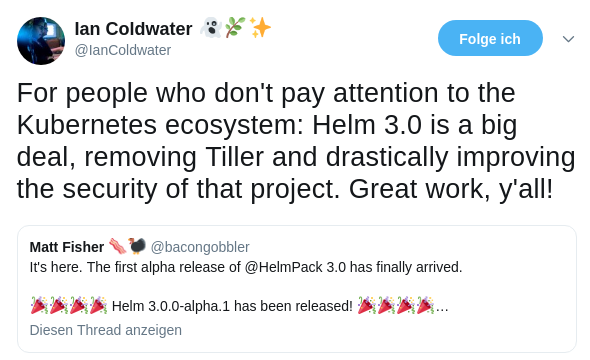 Ian Coldwater 👻🌿✨
@IanColdwater
Folge ich
For people who don't pay attention to the
Kubernetes ecosystem: Helm 3.0 is a big
deal, removing Tiller and drastically improving
the security of that project. Great work, y'all!
Matt Fisher 🥓🦃 @bacongobbler
It's here. The first alpha release of @HelmPack 3.0 has finally arrived.
🎉🎉🎉🎉 Helm 3.0.0-alpha.1 has been released! 🎉🎉🎉🎉…
Diesen Thread anzeigen